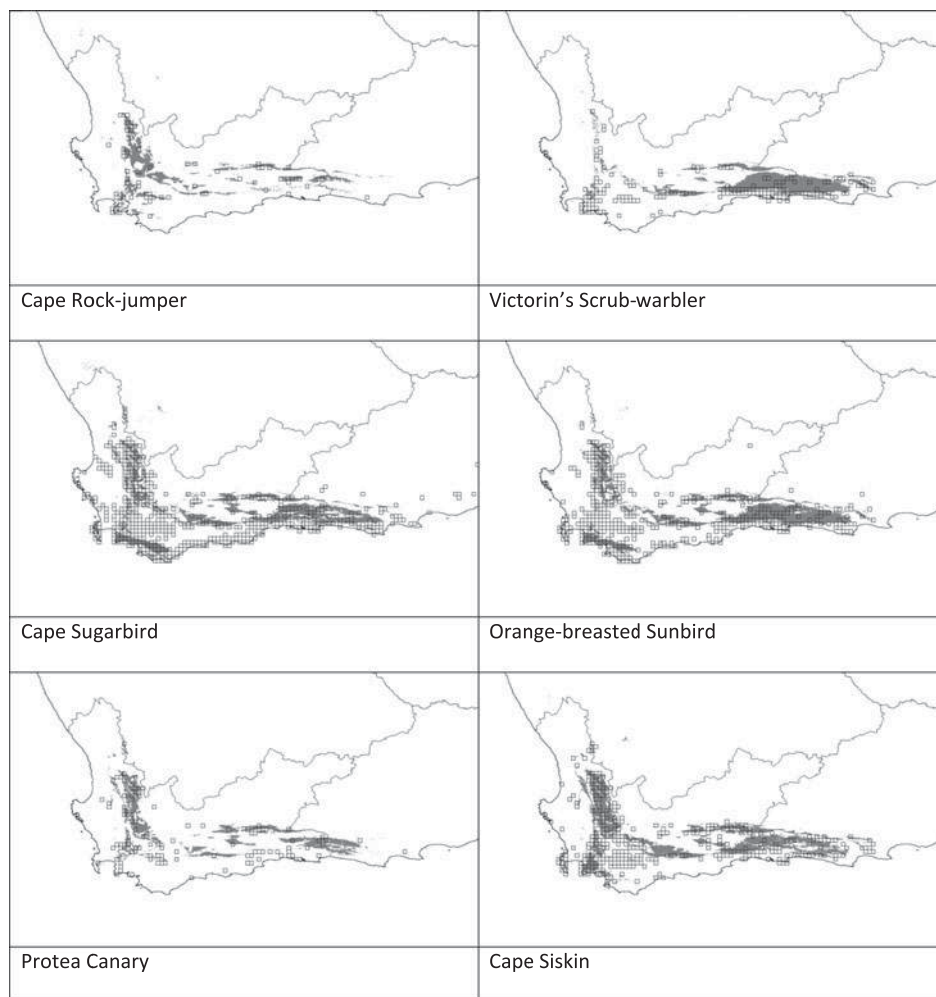 Cape Rock-jumper
Victorin’s Scrub-warbler
Cape Sugarbird
Orange-breasted Sunbird
Protea Canary
Cape Siskin